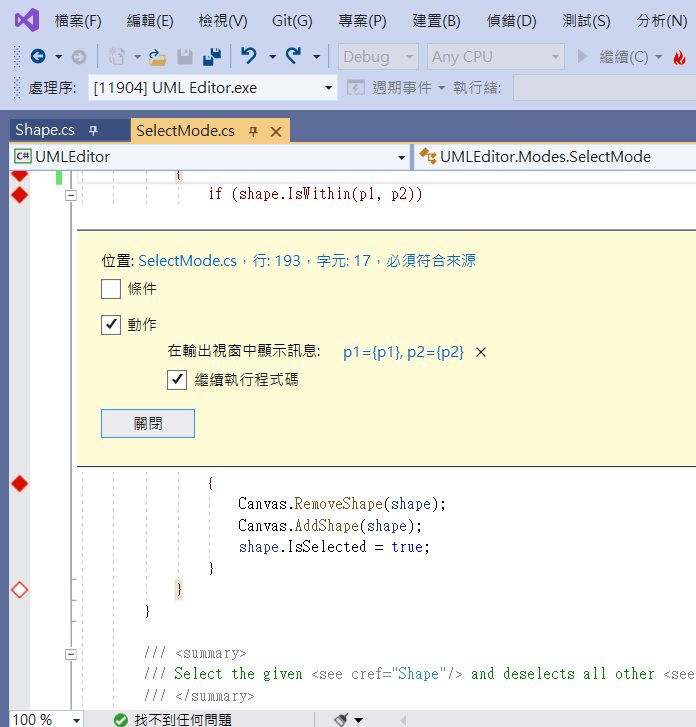 檔案(F) 編輯(E) 檢視(V) Git(G) 專案(P) 建置(B) 偵錯(D) 測試(S) 分析(N)
Debug Any CPU 繼續(C)
處理序: [11904] UML Editor.exe 週期事件 執行緒:
Shape.cs SelectMode.cs
C# UMLEditor UMLEditor.Modes.SelectMode
{
if (shape.IsWithin(p1, p2))
位置: SelectMode.cs，行: 193，字元: 17，必須符合來源
條件
動作
在輸出視窗中顯示訊息: p1={p1}, p2={p2}
繼續執行程式碼
關閉
{
Canvas.RemoveShape(shape);
Canvas.AddShape(shape);
shape.IsSelected = true;
}
}
}
/// <summary>
/// Select the given <see cref="Shape"/> and deselects all other <see
/// </summary>
100 % 找不到任何問題